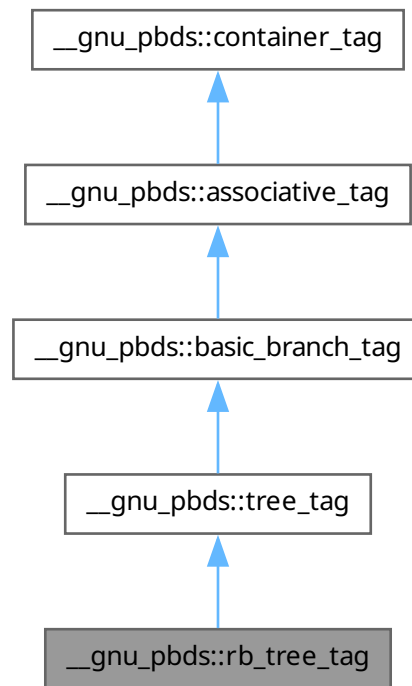 __gnu_pbds::container_tag
__gnu_pbds::associative_tag
__gnu_pbds::basic_branch_tag
__gnu_pbds::tree_tag
__gnu_pbds::rb_tree_tag